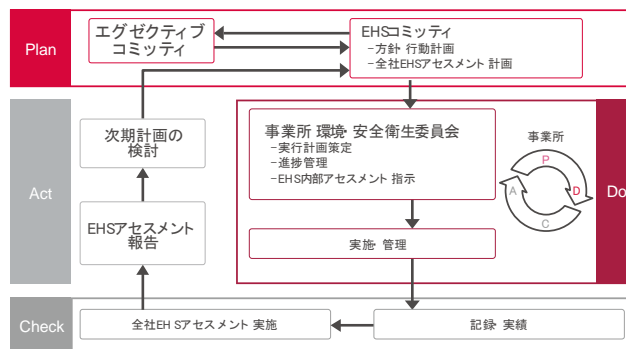 Plan
エグゼクティブ
コミッティ
EHSコミッティ
−方針・行動計画
−全社EHSアセスメント計画
Act
次期計画の
検討
EHSアセスメント
報告
事業所 環境・安全衛生委員会
−実行計画策定
−進捗管理
−EHS内部アセスメント指示
実施・管理
事業所
P
D
C
A
Do
Check
全社EHSアセスメント実施
記録・実績